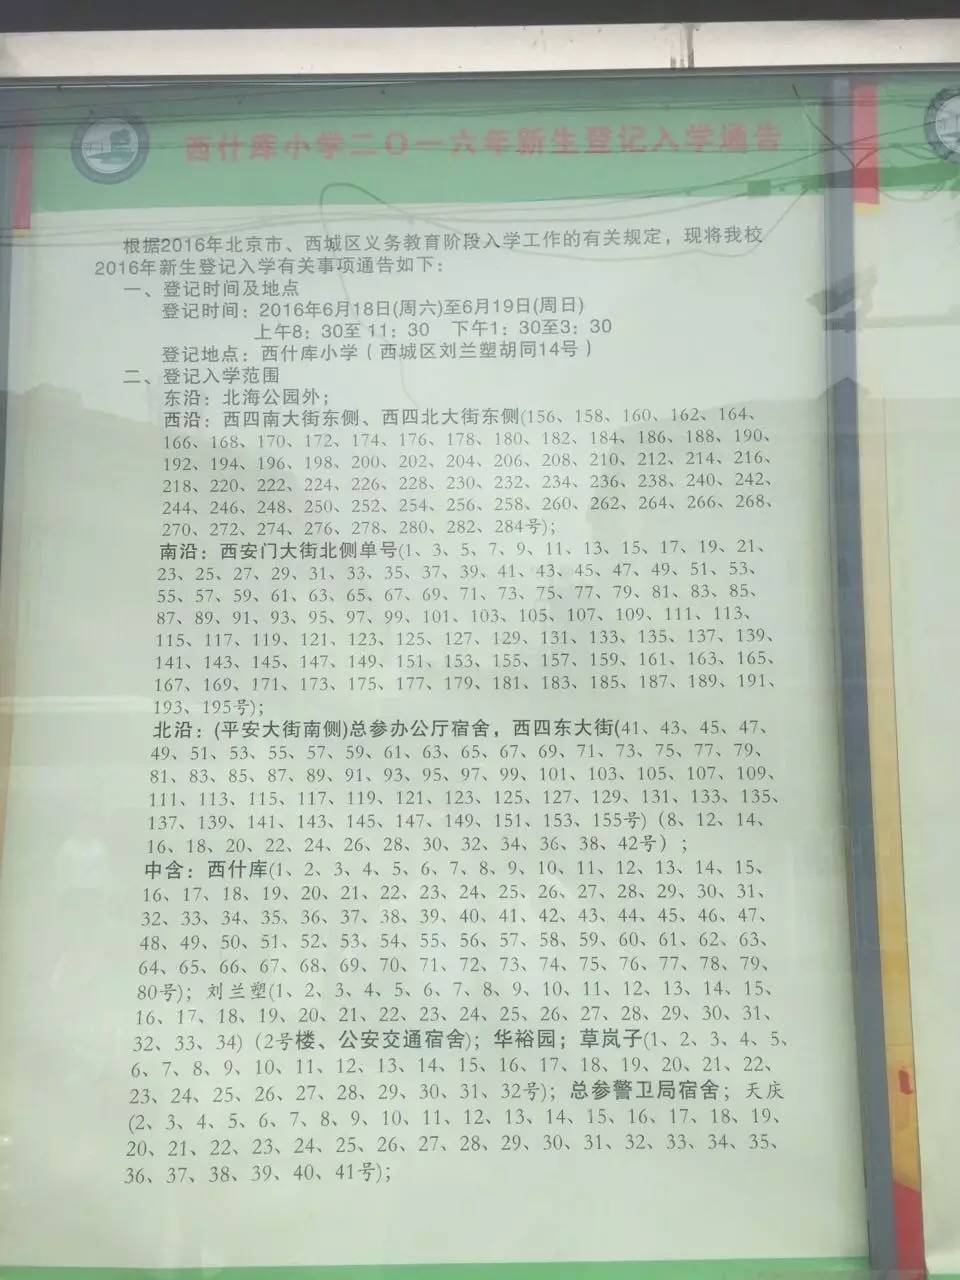 西什库小学二〇一六年新生登记入学通告
根据2016年北京市、西城区义务教育阶段入学工作的有关规定，现将我校
2016年新生登记入学有关事项通告如下：
一、登记时间及地点
登记时间：2016年6月18日(周六)至6月19日(周日)
上午8：30至11：30 下午1：30至3：30
登记地点：西什库小学（西城区刘兰塑胡同14号）
二、登记入学范围
东沿：北海公园外；
西沿：西四南大街东侧、西四北大街东侧(156、158、160、162、164、
166、168、170、172、174、176、178、180、182、184、186、188、190、
192、194、196、198、200、202、204、206、208、210、212、214、216、
218、220、222、224、226、228、230、232、234、236、238、240、242、
244、246、248、250、252、254、256、258、260、262、264、266、268、
270、272、274、276、278、280、282、284号);
南沿：西安门大街北侧单号(1、3、5、7、9、11、13、15、17、19、21、
23、25、27、29、31、33、35、37、39、41、43、45、47、49、51、53、
55、57、59、61、63、65、67、69、71、73、75、77、79、81、83、85、
87、89、91、93、95、97、99、101、103、105、107、109、111、113、
115、117、119、121、123、125、127、129、131、133、135、137、139、
141、143、145、147、149、151、153、155、157、159、161、163、165、
167、169、171、173、175、177、179、181、183、185、187、189、191、
193、195号);
北沿：(平安大街南侧)总参办公厅宿舍，西四东大街(41、43、45、47、
49、51、53、55、57、59、61、63、65、67、69、71、73、75、77、79、
81、83、85、87、89、91、93、95、97、99、101、103、105、107、109、
111、113、115、117、119、121、123、125、127、129、131、133、135、
137、139、141、143、145、147、149、151、153、155号)（8、12、14、
16、18、20、22、24、26、28、30、32、34、36、38、42号）;
中含：西什库(1、2、3、4、5、6、7、8、9、10、11、12、13、14、15、
16、17、18、19、20、21、22、23、24、25、26、27、28、29、30、31、
32、33、34、35、36、37、38、39、40、41、42、43、44、45、46、47、
48、49、50、51、52、53、54、55、56、57、58、59、60、61、62、63、
64、65、66、67、68、69、70、71、72、73、74、75、76、77、78、79、
80号)；刘兰塑(1、2、3、4、5、6、7、8、9、10、11、12、13、14、15、
16、17、18、19、20、21、22、23、24、25、26、27、28、29、30、31、
32、33、34)（2号楼、公安交通宿舍)；华裕园；草岚子(1、2、3、4、5、
6、7、8、9、10、11、12、13、14、15、16、17、18、19、20、21、22、
23、24、25、26、27、28、29、30、31、32号)；总参警卫局宿舍；天庆
(2、3、4、5、6、7、8、9、10、11、12、13、14、15、16、17、18、19、
20、21、22、23、24、25、26、27、28、29、30、31、32、33、34、35、
36、37、38、39、40、41号);